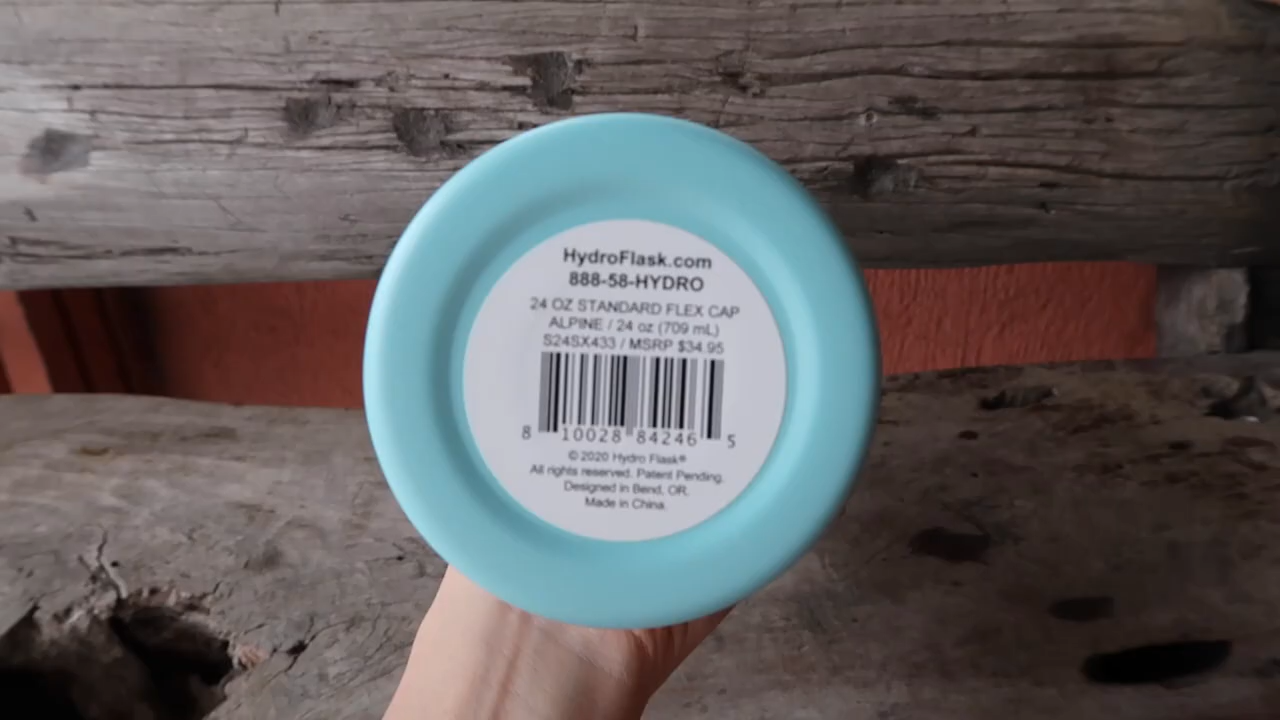 HydroFlask.com
888-58-HYDRO
24 OZ STANDARD FLEX CAP
ALPINE / 24 oz (709 mL)
S24SX433 / MSRP $34.95
8 10028 84246 5
© 2020 Hydro Flask®
All rights reserved. Patent Pending.
Designed in Bend, OR.
Made in China.